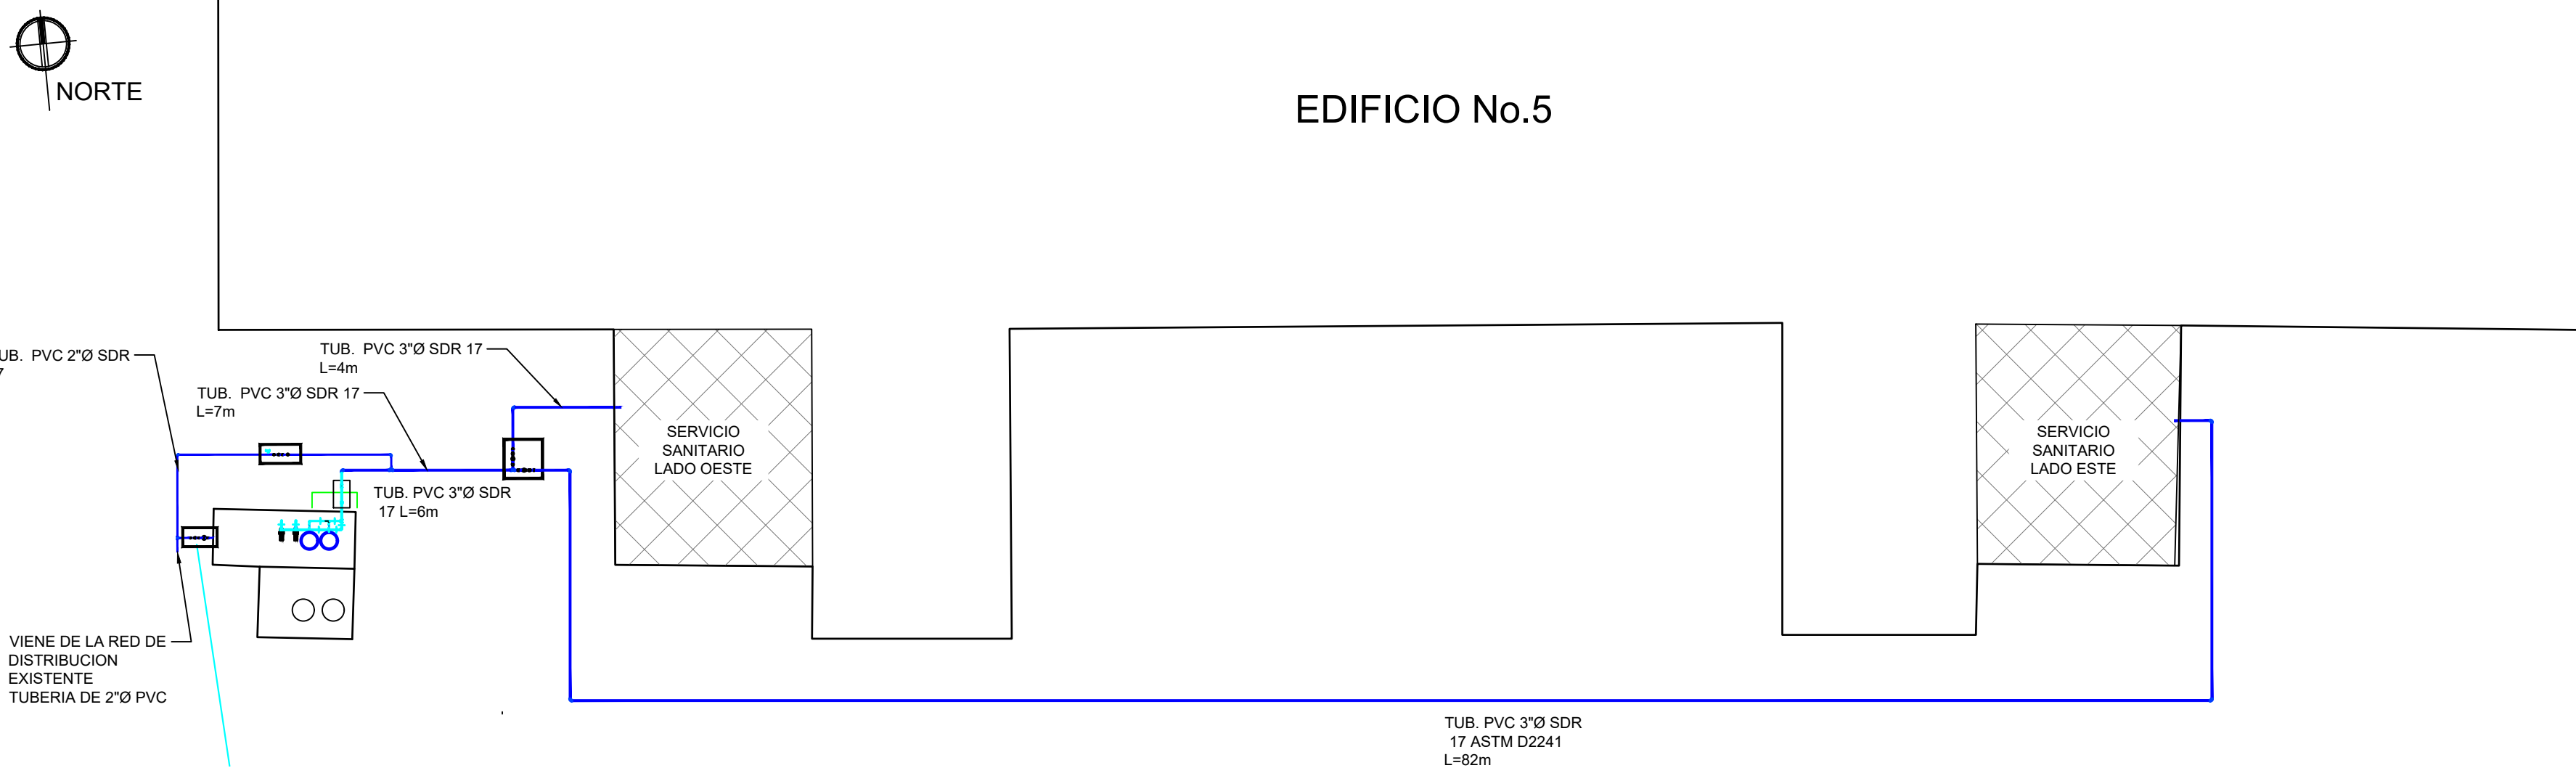 NORTE
EDIFICIO No.5
UB. PVC 2"Ø SDR
7
TUB. PVC 3"Ø SDR 17
L=4m
TUB. PVC 3"Ø SDR 17
L=7m
TUB. PVC 3"Ø SDR
17 L=6m
SERVICIO
SANITARIO
LADO OESTE
SERVICIO
SANITARIO
LADO ESTE
VIENE DE LA RED DE
DISTRIBUCION
EXISTENTE
TUBERIA DE 2"Ø PVC
TUB. PVC 3"Ø SDR
17 ASTM D2241
L=82m